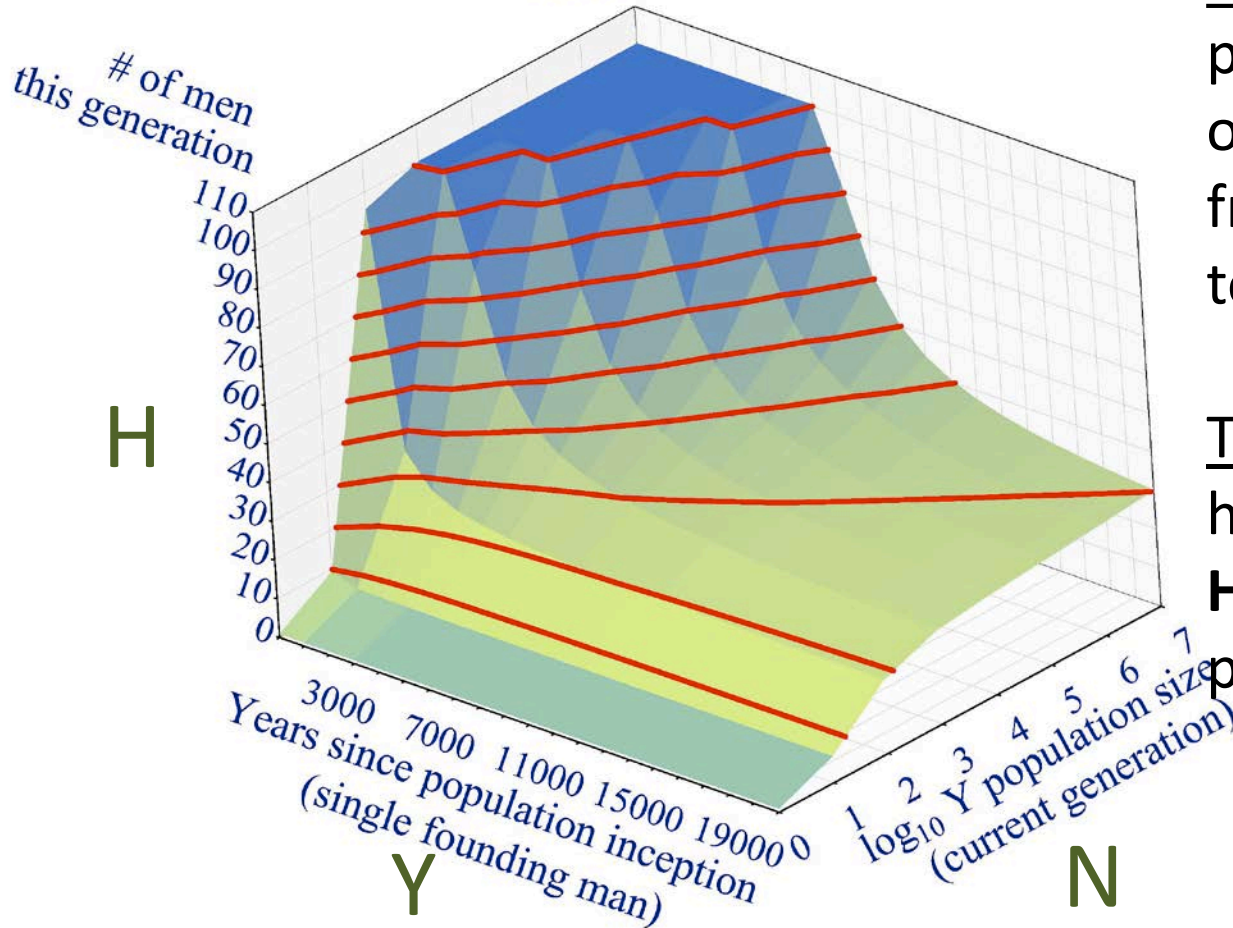 # of men
this generation
110
100
90
80
70
60
50
40
30
20
10
0
H
3000 7000 11000 15000 19000
Years since population inception
(single founding man)
Y
0 1 2 3 4 5 6 7
log₁₀ Y population size
(current generation)
N
p
o
fr
T
h
H
p